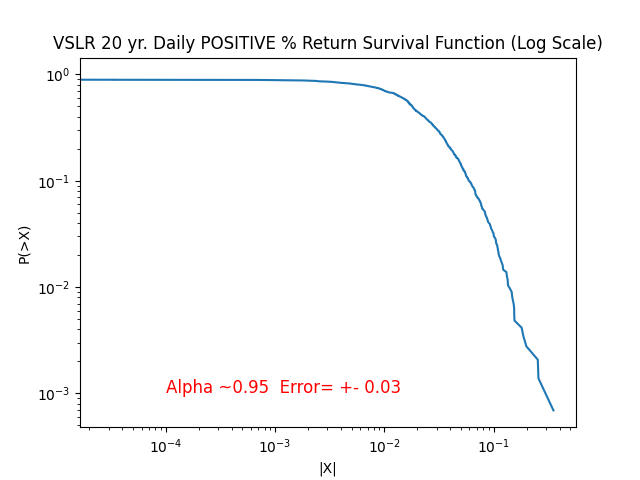 VSLR 20 yr. Daily POSITIVE % Return Survival Function (Log Scale)
10⁰
10⁻¹
10⁻²
10⁻³
P(>X)
Alpha ~0.95  Error= +- 0.03
10⁻⁴ 10⁻³ 10⁻² 10⁻¹
|X|